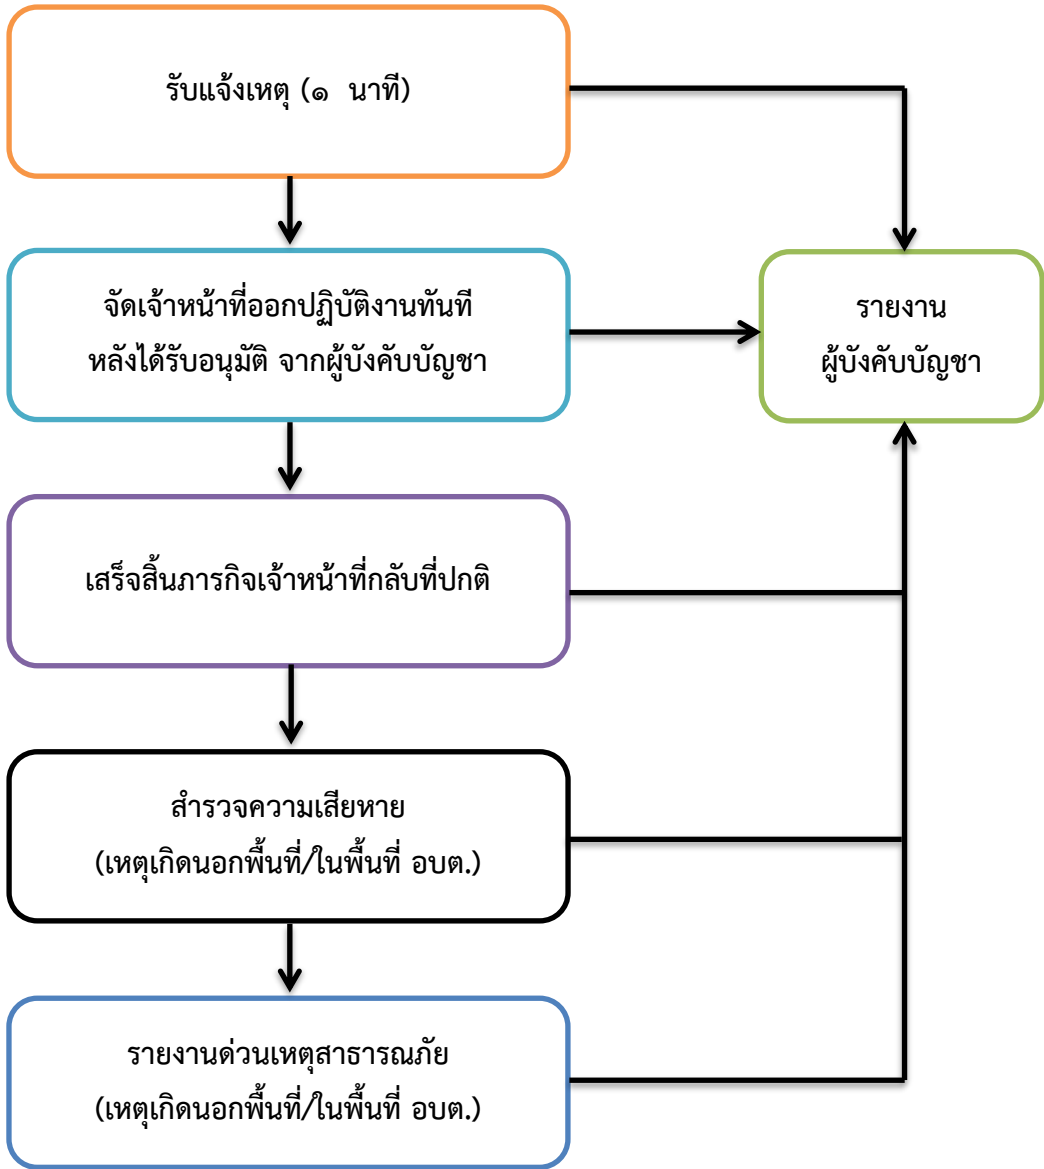 รับแจ้งเหตุ (๑ นาที)
จัดเจ้าหน้าที่ออกปฏิบัติงานทันที
หลังได้รับอนุมัติ จากผู้บังคับบัญชา
รายงาน
ผู้บังคับบัญชา
เสร็จสิ้นภารกิจเจ้าหน้าที่กลับที่ปกติ
สำรวจความเสียหาย
(เหตุเกิดนอกพื้นที่/ในพื้นที่ อบต.)
รายงานด่วนเหตุสาธารณภัย
(เหตุเกิดนอกพื้นที่/ในพื้นที่ อบต.)